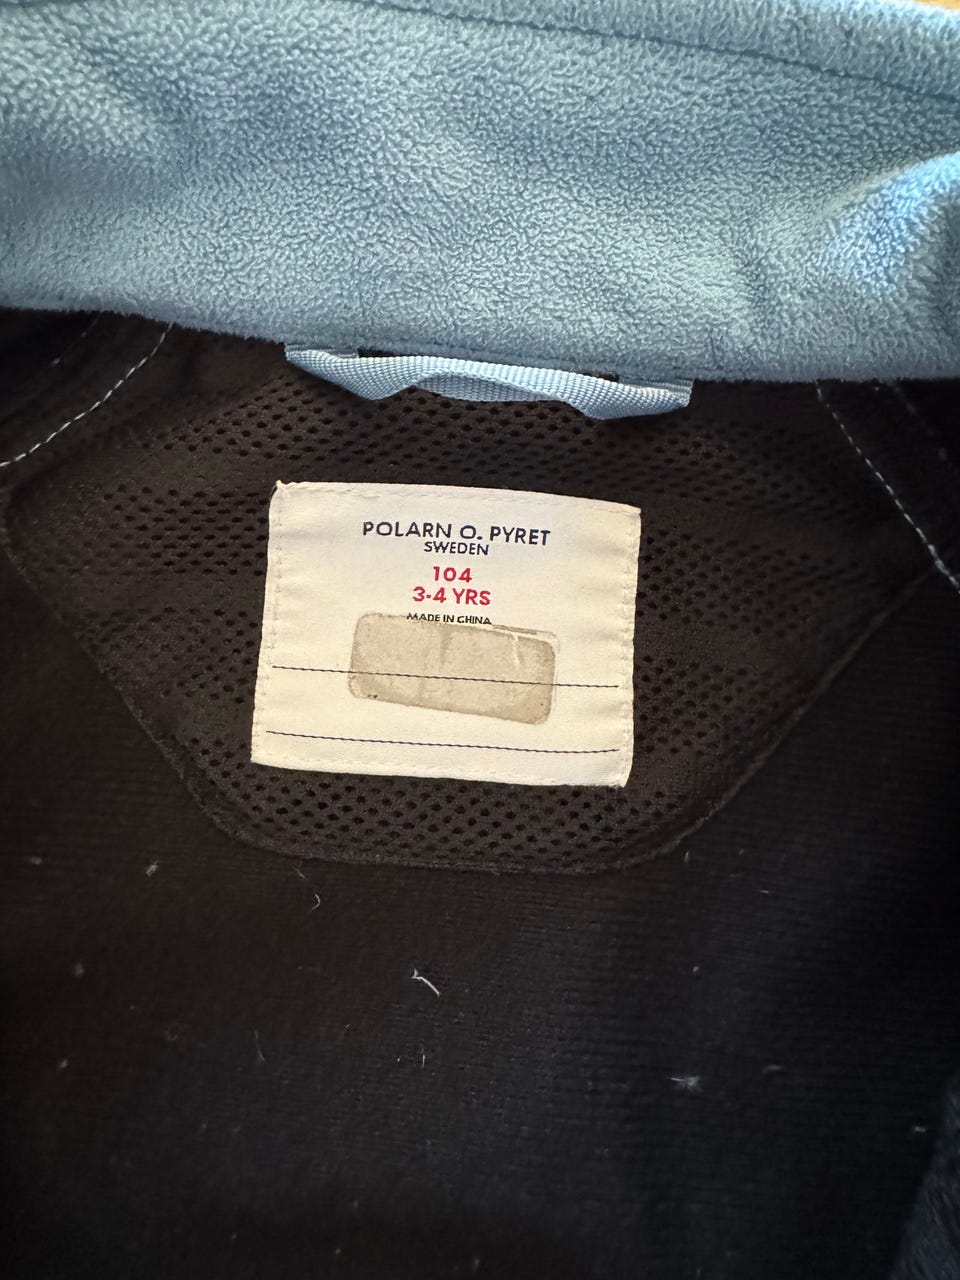 POLARN O. PYRET
SWEDEN
104
3-4 YRS
MADE IN CHINA